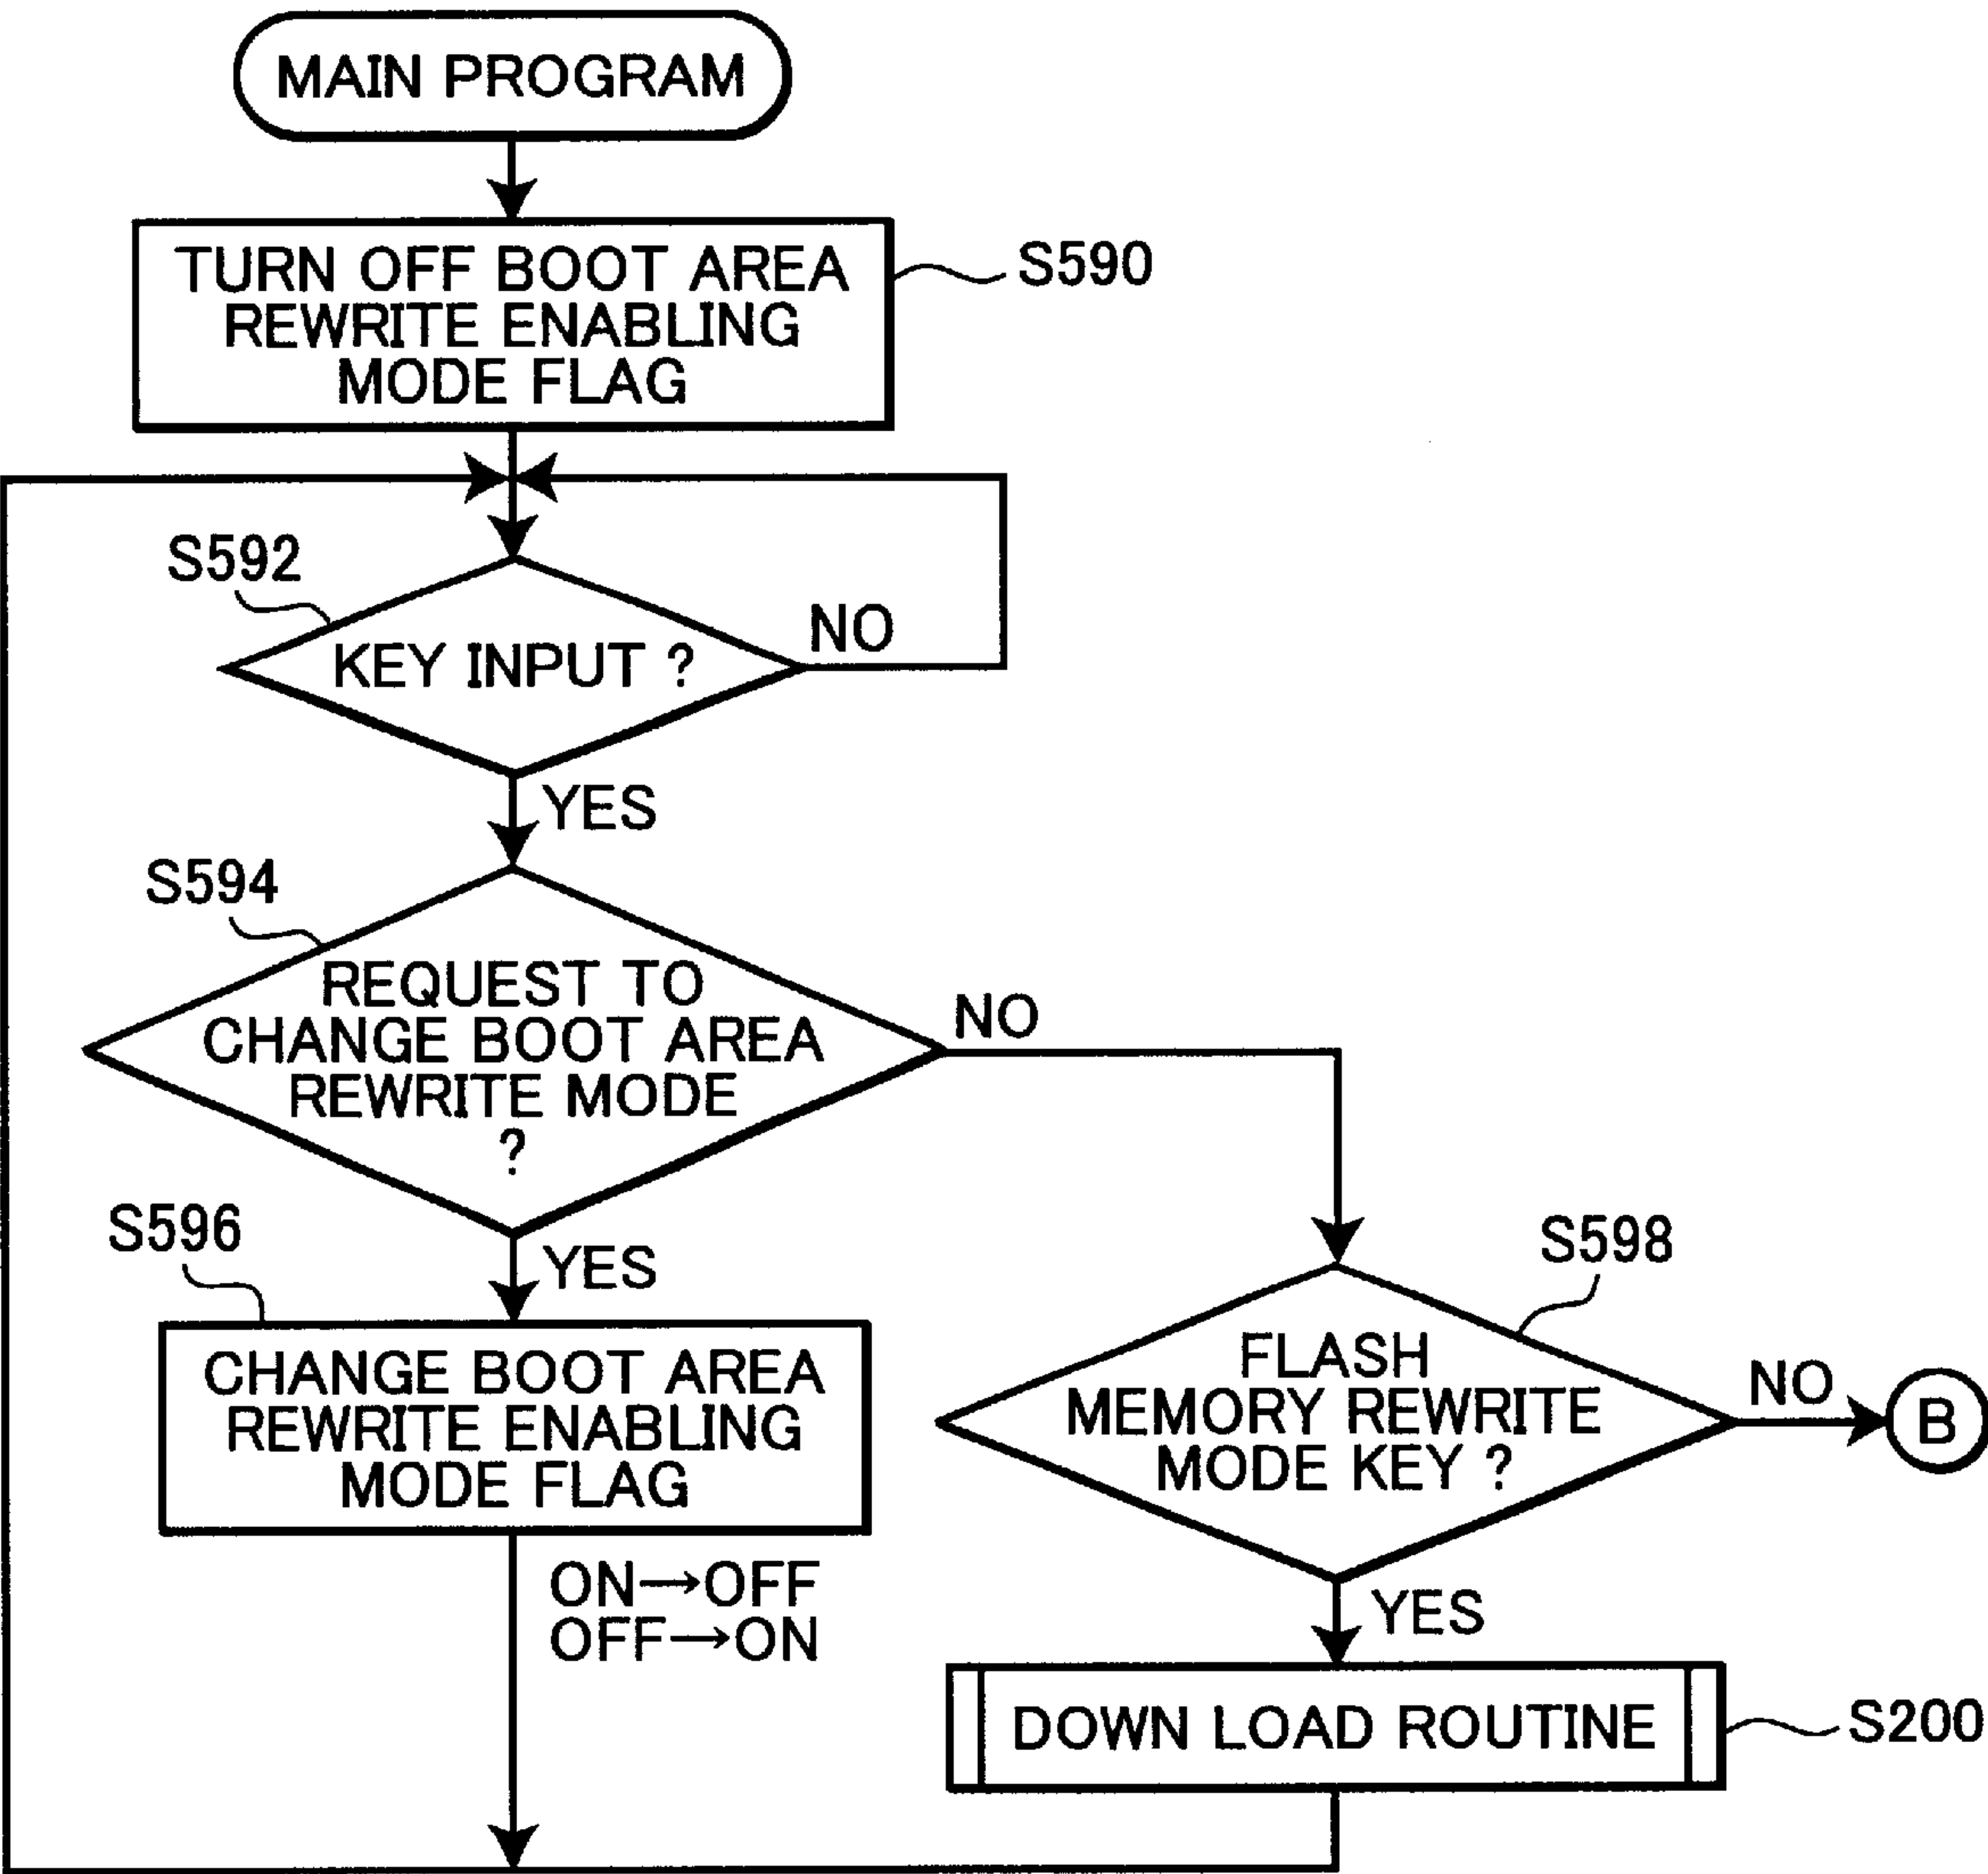 MAIN PROGRAM
TURN OFF BOOT AREA
REWRITE ENABLING
MODE FLAG
S590
S592
KEY INPUT ?
NO
YES
S594
REQUEST TO
CHANGE BOOT AREA
REWRITE MODE
?
NO
YES
S596
CHANGE BOOT AREA
REWRITE ENABLING
MODE FLAG
ON→OFF
OFF→ON
S598
FLASH
MEMORY REWRITE
MODE KEY ?
NO
B
YES
DOWN LOAD ROUTINE
S200